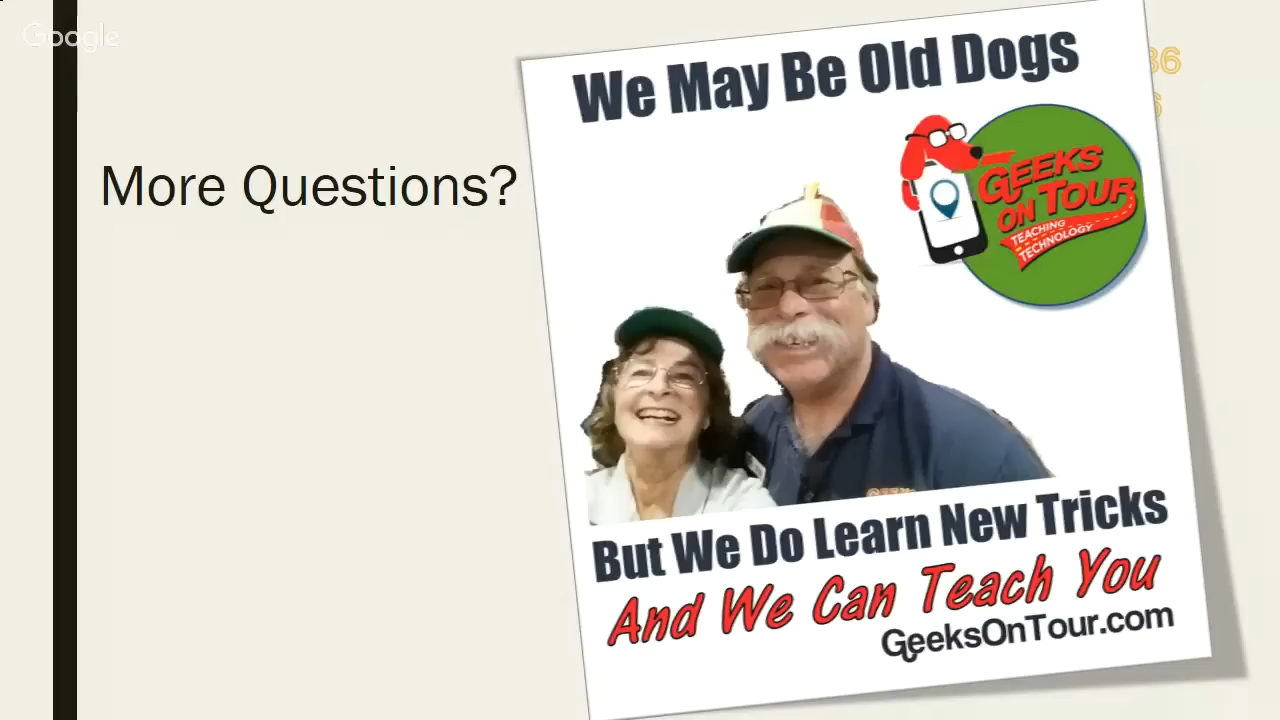 Google
More Questions?
We May Be Old Dogs
GEEKS
ON TOUR
TEACHING
TECHNOLOGY
But We Do Learn New Tricks
And We Can Teach You
GeeksOnTour.com